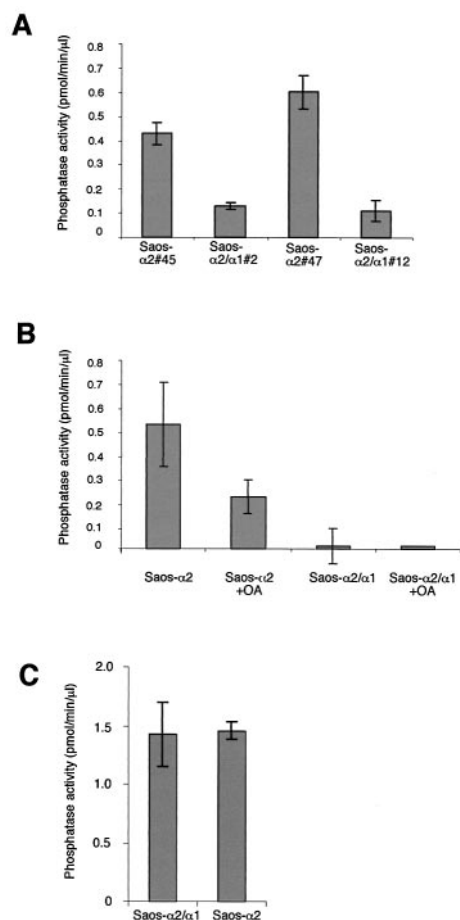 A
Phosphatase activity (pmol/min/µl)
0.8
0.7
0.6
0.5
0.4
0.3
0.2
0.1
0
Saos-
α2#45
Saos-
α2/α1#2
Saos-
α2#47
Saos-
α2/α1#12
B
Phosphatase activity (pmol/min/µl)
0.8
0.7
0.6
0.5
0.4
0.3
0.2
0.1
0
Saos-α2
Saos-α2
+OA
Saos-α2/α1
Saos-α2/α1
+OA
C
Phosphatase activity (pmol/min/µl)
2.0
1.5
1.0
0.5
0
Saos-α2/α1
Saos-α2